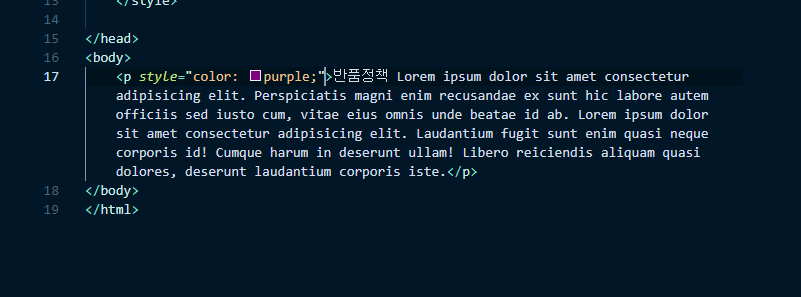 13 </style>
14
15 </head>
16 <body>
17 <p style="color: purple;">반품정책 Lorem ipsum dolor sit amet consectetur
adipisicing elit. Perspiciatis magni enim recusandae ex sunt hic labore autem
officiis sed iusto cum, vitae eius omnis unde beatae id ab. Lorem ipsum dolor
sit amet consectetur adipisicing elit. Laudantium fugit sunt enim quasi neque
corporis id! Cumque harum in deserunt ullam! Libero reiciendis aliquam quasi
dolores, deserunt laudantium corporis iste.</p>
18 </body>
19 </html>